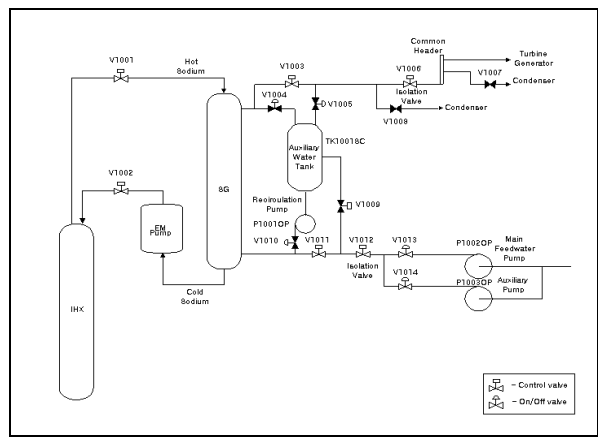 Common
Header
Turbine
Generator
V1001
Hot
Sodium
V1003
V1006
V1007
Condenser
Isolation
Valve
V1004
V1005
V1008
Condenser
TK1001SC
Auxiliary
Water
Tank
V1002
SG
EM
Pump
Recirculation
Pump
P1001OP
V1009
V1010
V1011
V1012
V1013
P1002OP
Main
Feedwater
Pump
Isolation
Valve
V1014
P1003OP
Auxiliary
Pump
Cold
Sodium
IHX
- Control valve
- On/Off valve